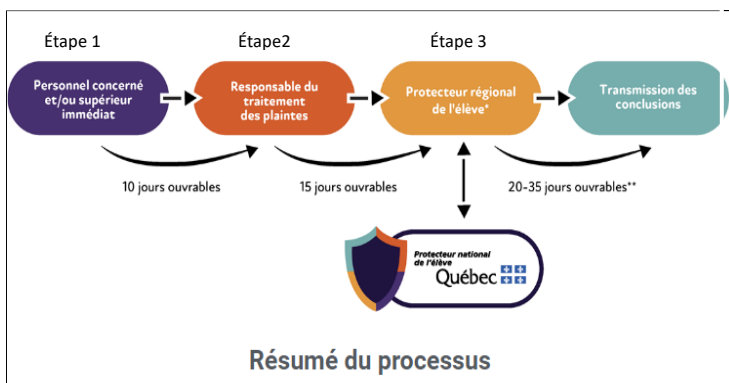 Étape 1
Étape2
Étape 3
Personnel concerné
et/ou supérieur
immédiat
Responsable du
traitement
des plaintes
Protecteur régional
de l'élève*
Transmission des
conclusions
10 jours ouvrables
15 jours ouvrables
20-35 jours ouvrables**
Protecteur national
de l'élève
Québec
Résumé du processus